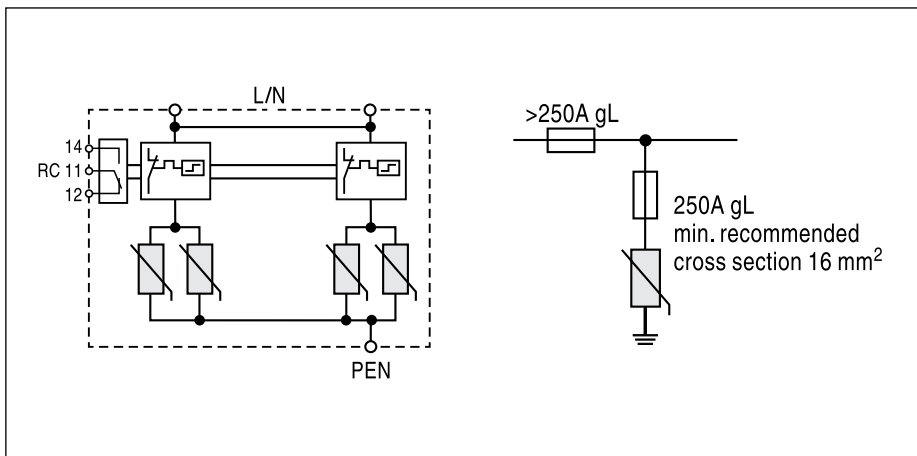 L/N
14
RC 11
12
PEN
>250A gL
250A gL
min. recommended
cross section 16 mm²